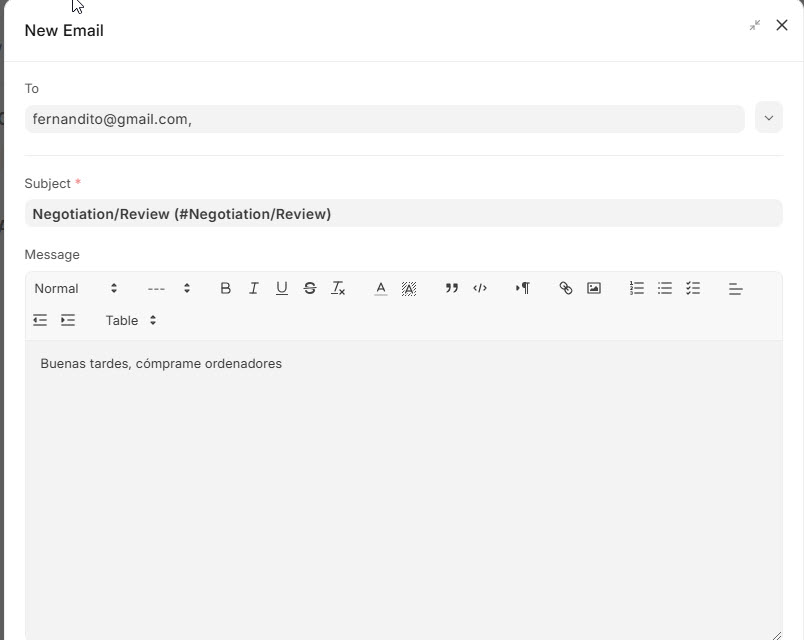 New Email
To
fernandito@gmail.com,
Subject *
Negotiation/Review (#Negotiation/Review)
Message
Normal --- B I U S Tx A A
Table
Buenas tardes, cómprame ordenadores